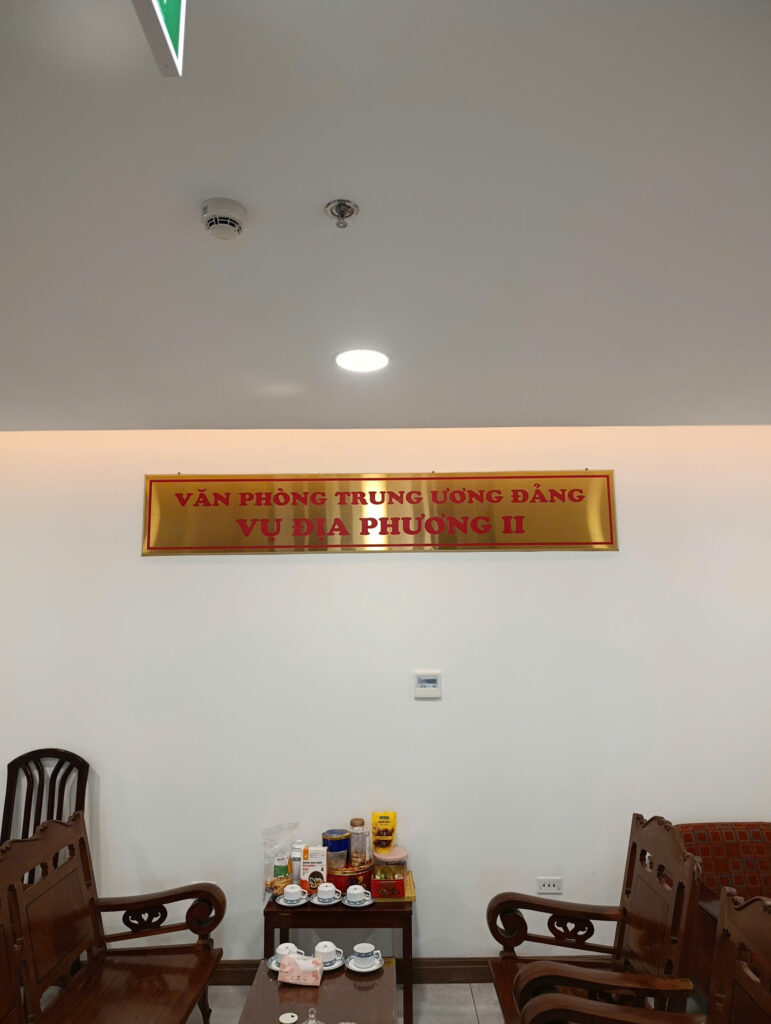 VĂN PHÒNG TRUNG ƯƠNG ĐẢNG
VỤ ĐỊA PHƯƠNG II